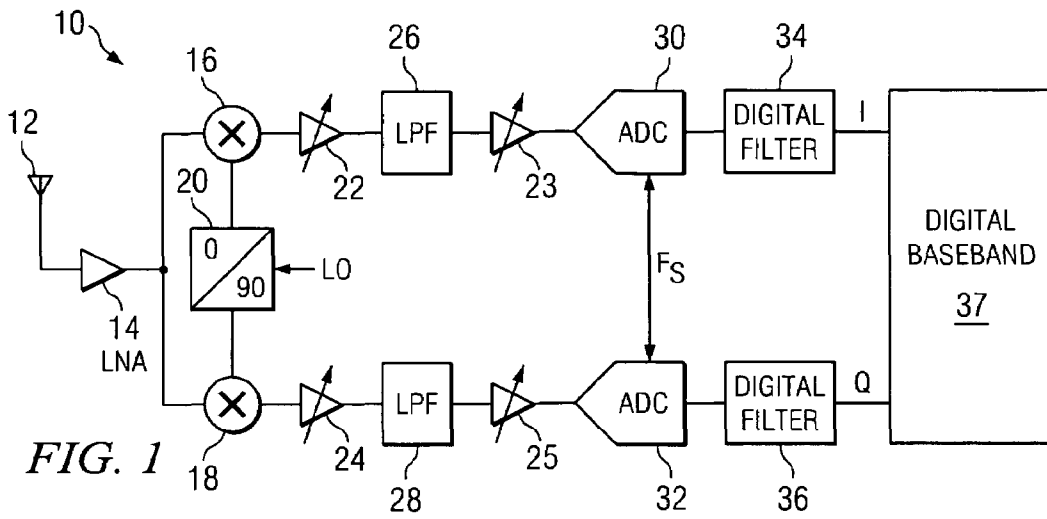 10
12
14
LNA
16
20
0
90
LO
18
22
26
LPF
23
30
ADC
34
DIGITAL
FILTER
I
F_S
24
LPF
28
25
ADC
32
DIGITAL
FILTER
36
Q
DIGITAL
BASEBAND
37
FIG. 1